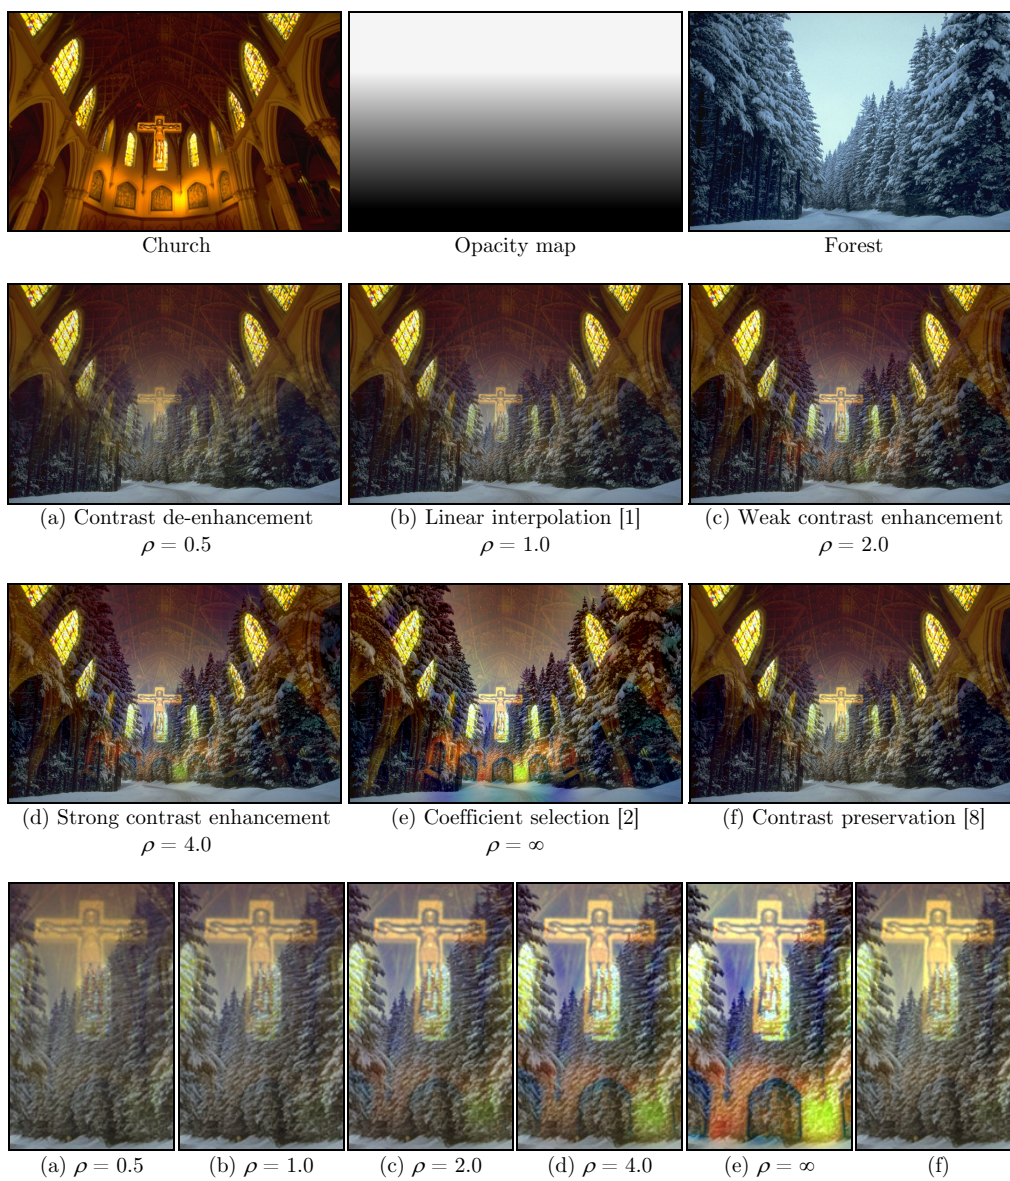 Church Opacity map Forest
(a) Contrast de-enhancement (b) Linear interpolation [1] (c) Weak contrast enhancement
ρ = 0.5 ρ = 1.0 ρ = 2.0
(d) Strong contrast enhancement (e) Coefficient selection [2] (f) Contrast preservation [8]
ρ = 4.0 ρ = ∞
(a) ρ = 0.5 (b) ρ = 1.0 (c) ρ = 2.0 (d) ρ = 4.0 (e) ρ = ∞ (f)